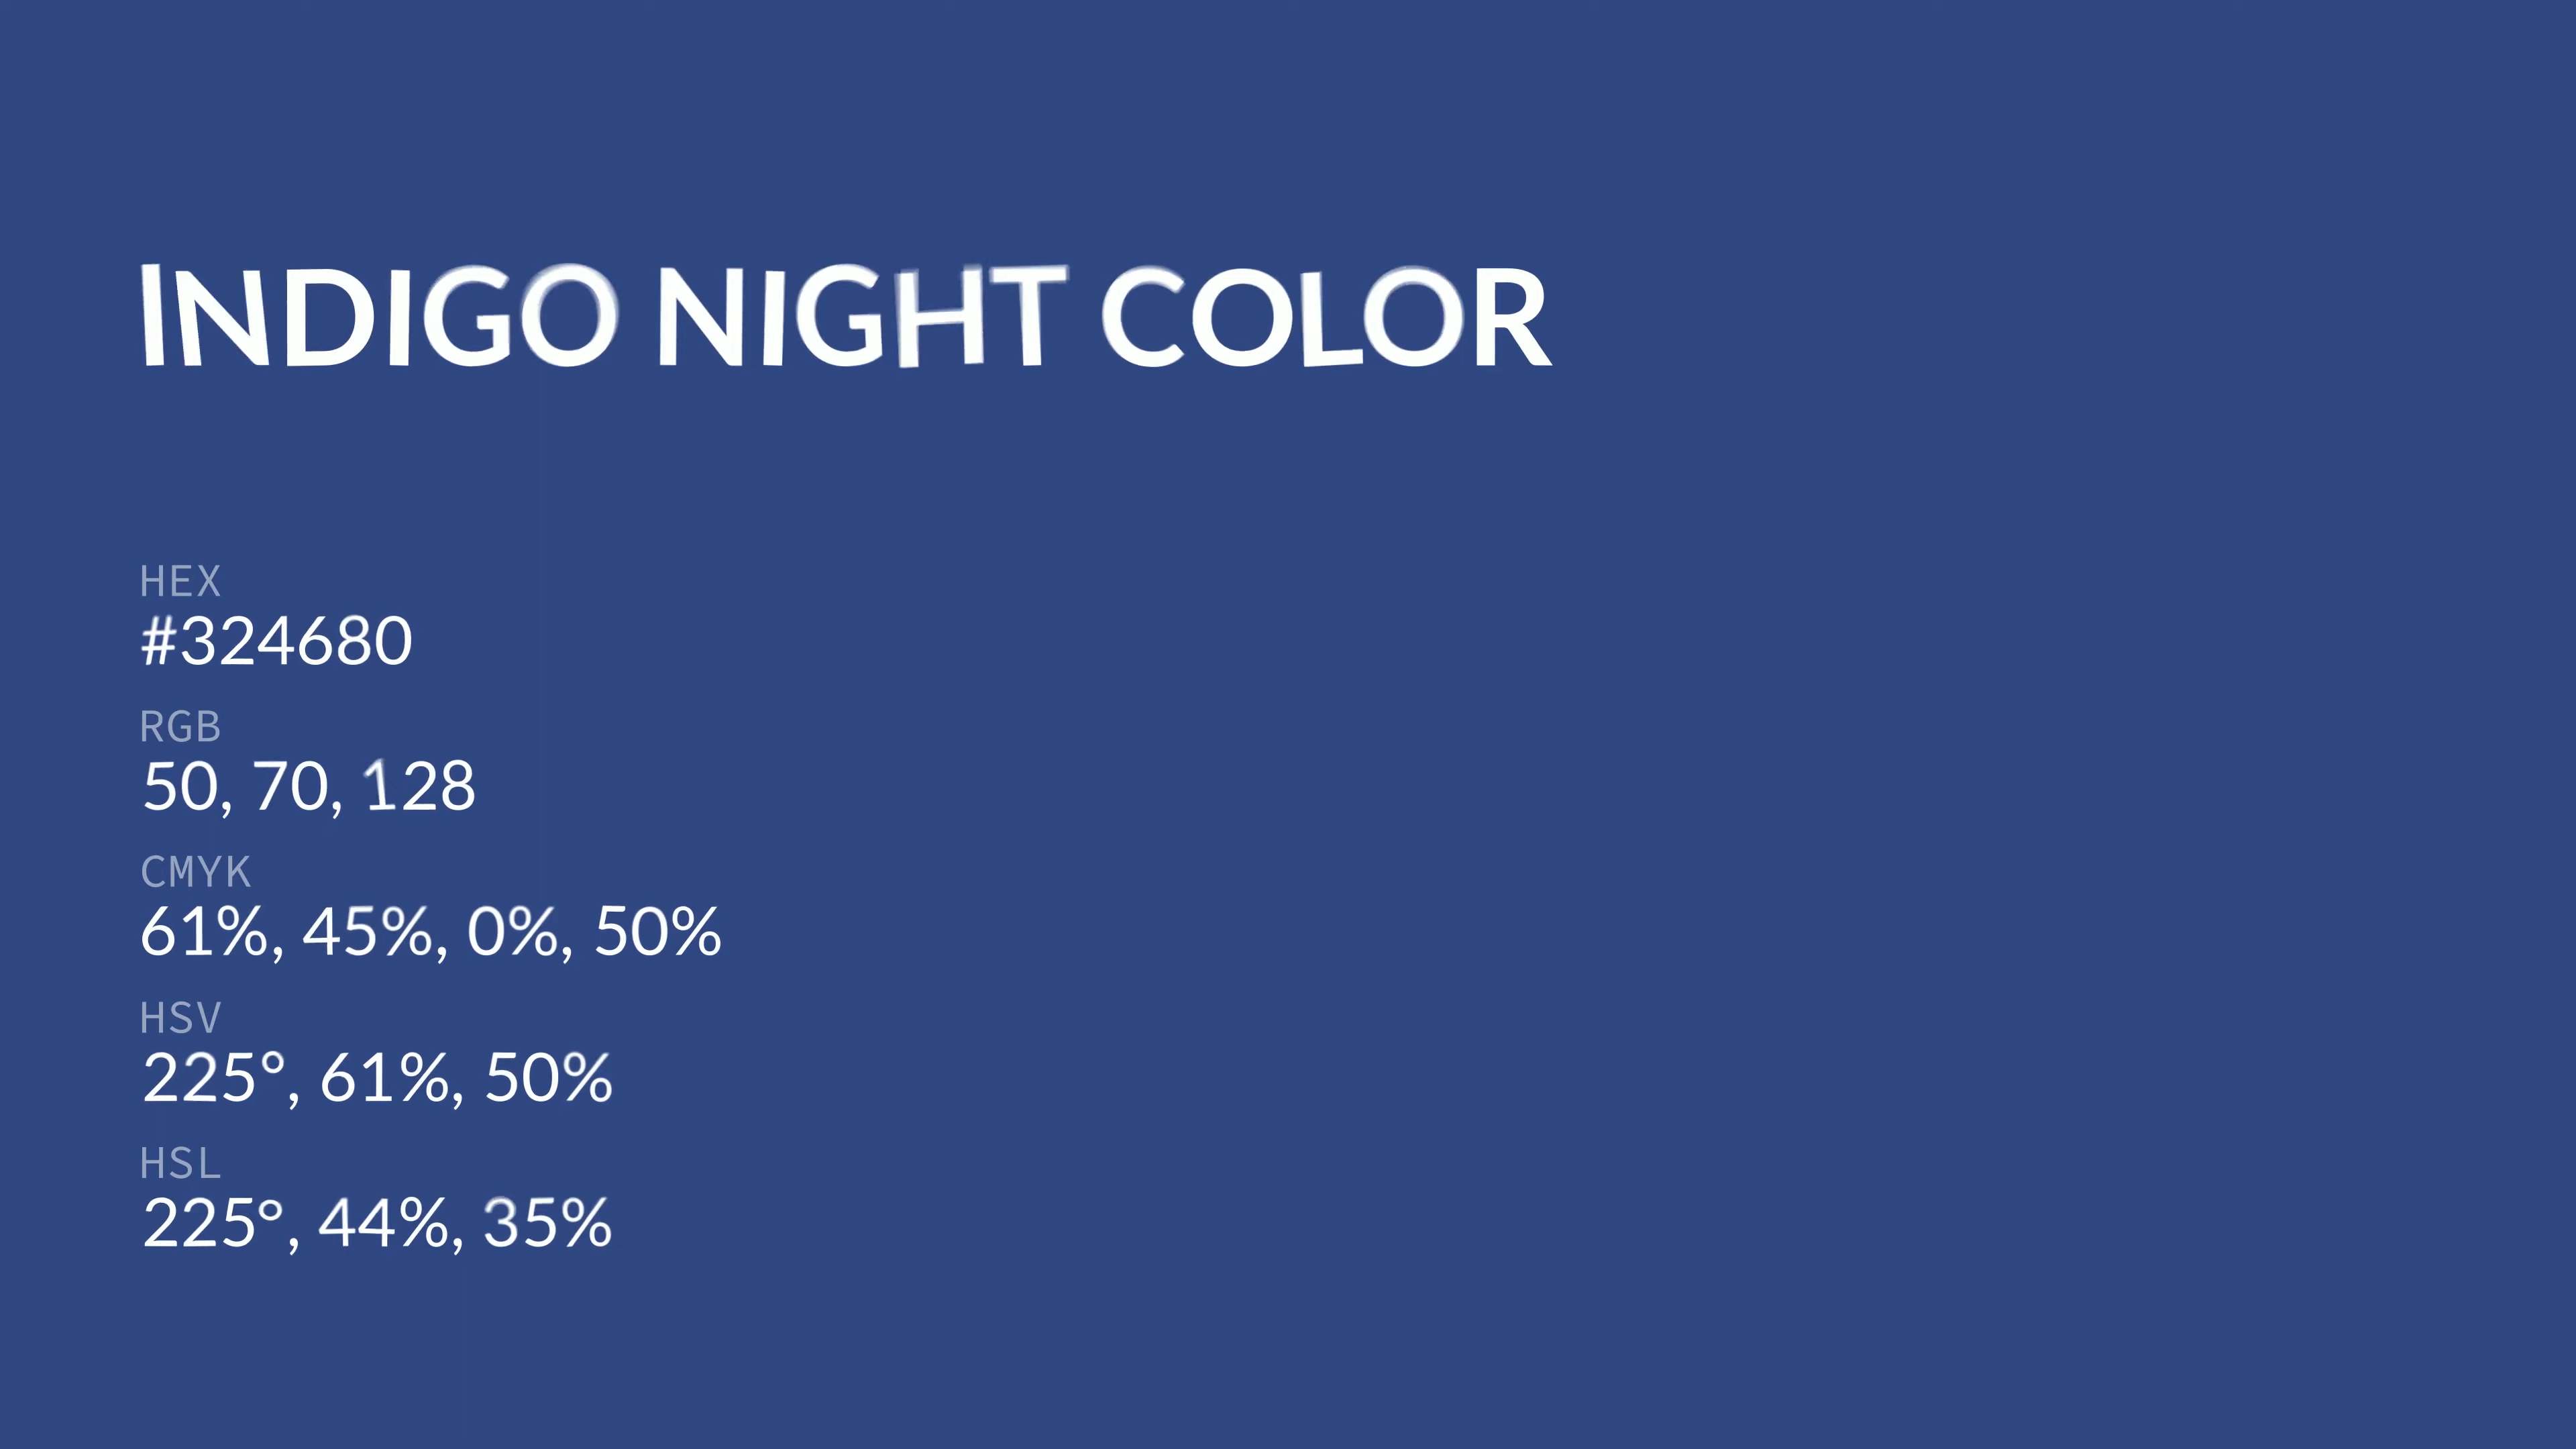 INDIGO NIGHT COLOR
HEX
#324680
RGB
50, 70, 128
CMYK
61%, 45%, 0%, 50%
HSV
225°, 61%, 50%
HSL
225°, 44%, 35%